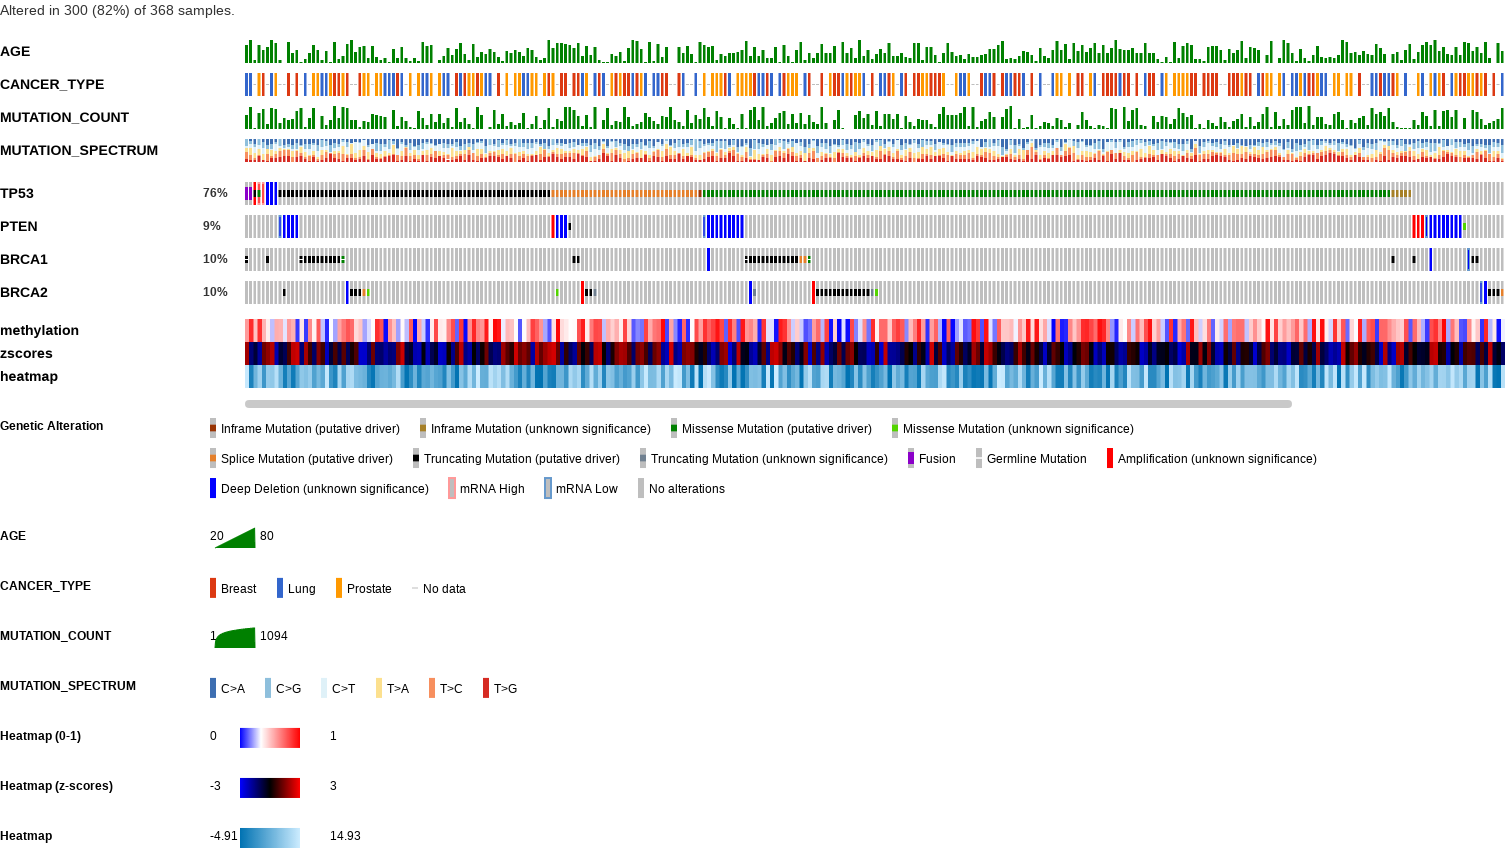 Altered in 300 (82%) of 368 samples.
AGE
CANCER_TYPE
MUTATION_COUNT
MUTATION_SPECTRUM
TP53 76%
PTEN 9%
BRCA1 10%
BRCA2 10%
methylation
zscores
heatmap
Genetic Alteration Inframe Mutation (putative driver) Inframe Mutation (unknown significance) Missense Mutation (putative driver) Missense Mutation (unknown significance)
Splice Mutation (putative driver) Truncating Mutation (putative driver) Truncating Mutation (unknown significance) Fusion Germline Mutation Amplification (unknown significance)
Deep Deletion (unknown significance) mRNA High mRNA Low No alterations
AGE 20 80
CANCER_TYPE Breast Lung Prostate No data
MUTATION_COUNT 1 1094
MUTATION_SPECTRUM C>A C>G C>T T>A T>C T>G
Heatmap (0-1) 0 1
Heatmap (z-scores) -3 3
Heatmap -4.91 14.93